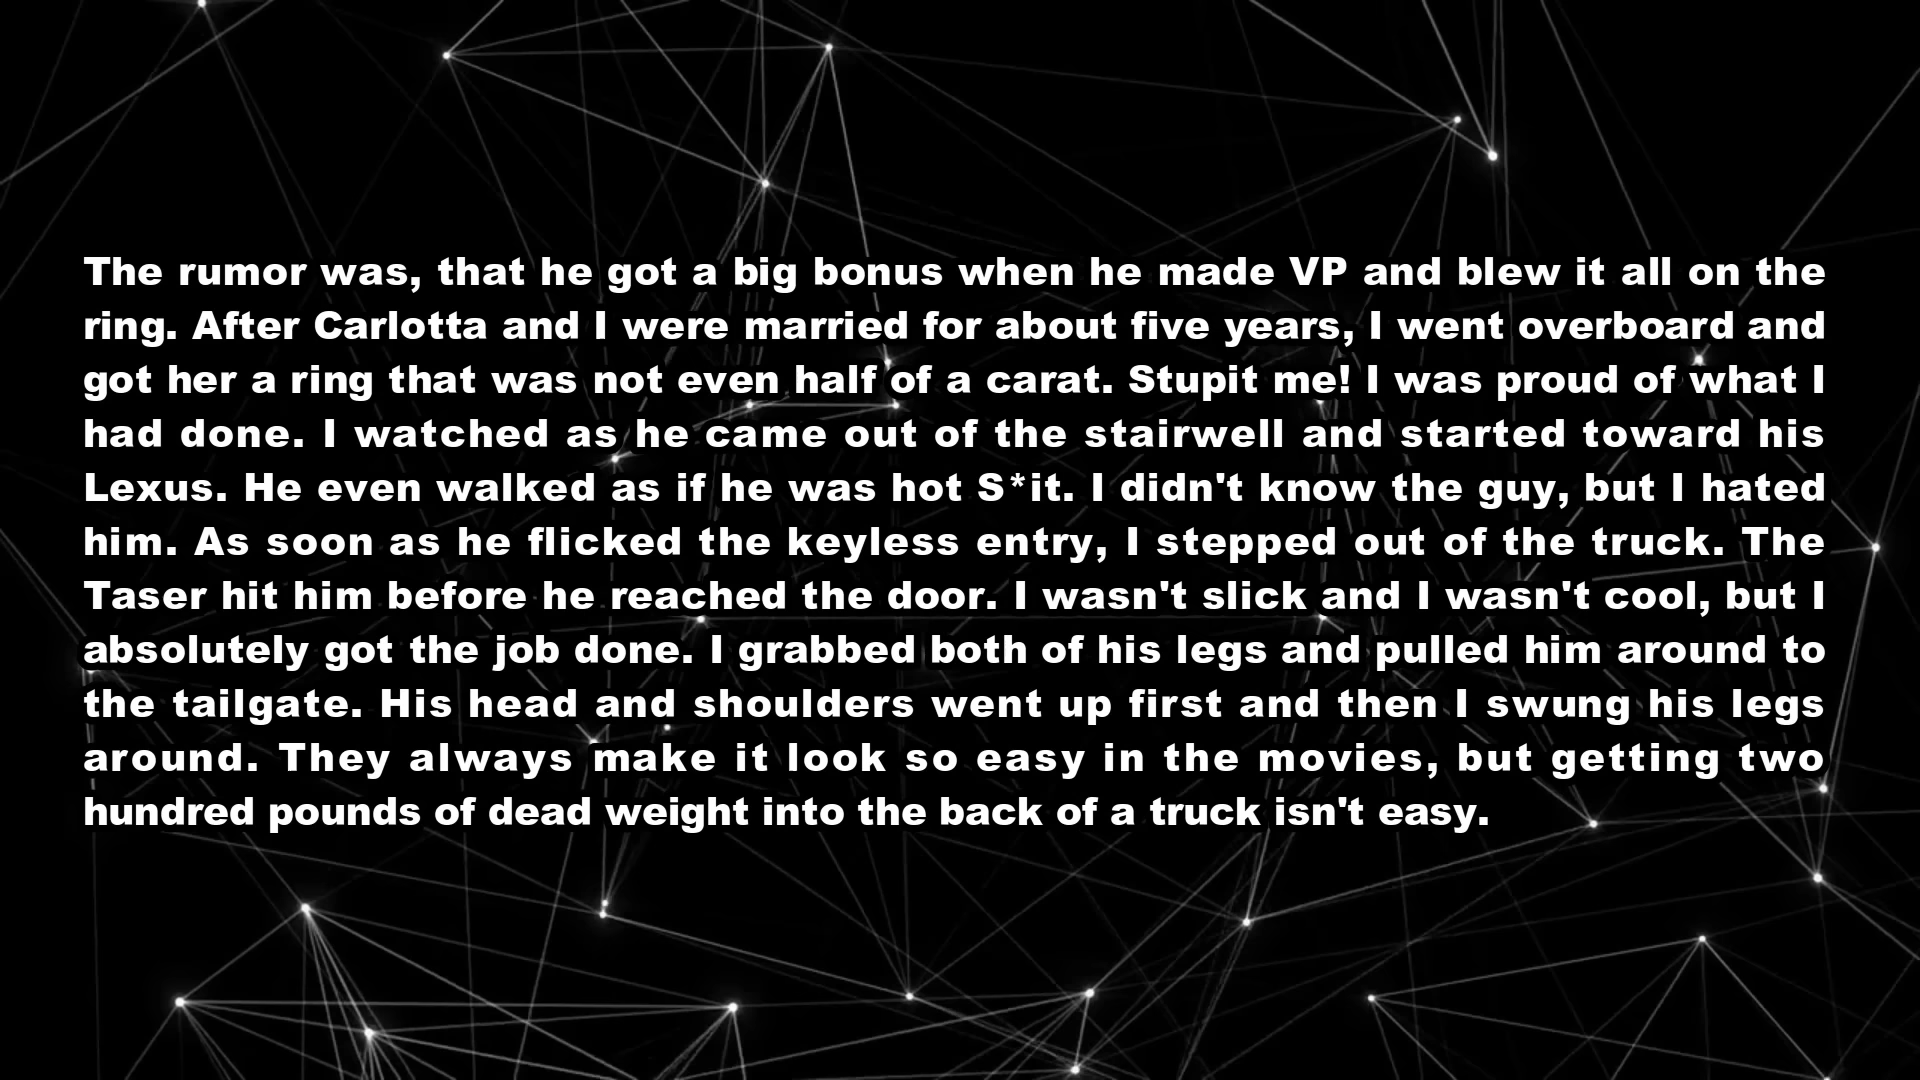 The rumor was, that he got a big bonus when he made VP and blew it all on the
ring. After Carlotta and I were married for about five years, I went overboard and
got her a ring that was not even half of a carat. Stupit me! I was proud of what I
had done. I watched as he came out of the stairwell and started toward his
Lexus. He even walked as if he was hot S*it. I didn't know the guy, but I hated
him. As soon as he flicked the keyless entry, I stepped out of the truck. The
Taser hit him before he reached the door. I wasn't slick and I wasn't cool, but I
absolutely got the job done. I grabbed both of his legs and pulled him around to
the tailgate. His head and shoulders went up first and then I swung his legs
around. They always make it look so easy in the movies, but getting two
hundred pounds of dead weight into the back of a truck isn't easy.